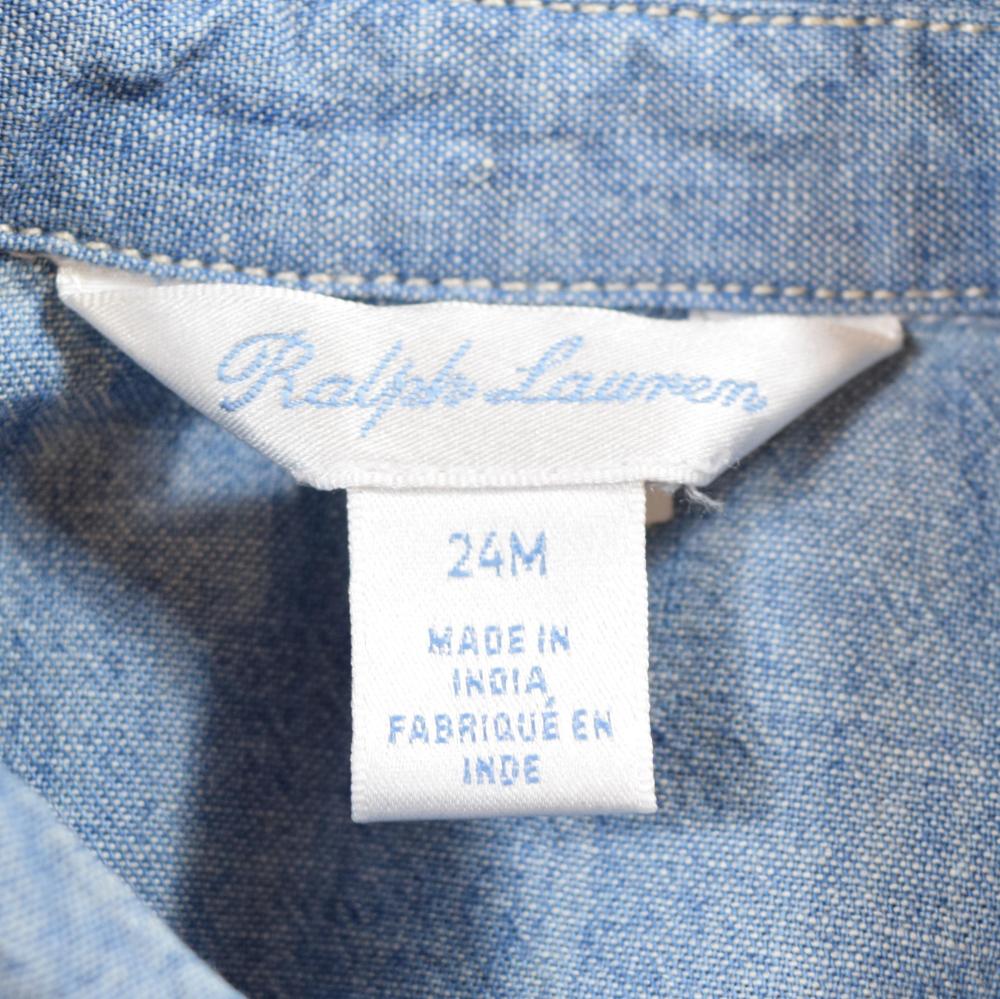 Ralph Lauren
24M
MADE IN
INDIA
FABRIQUÉ EN
INDE